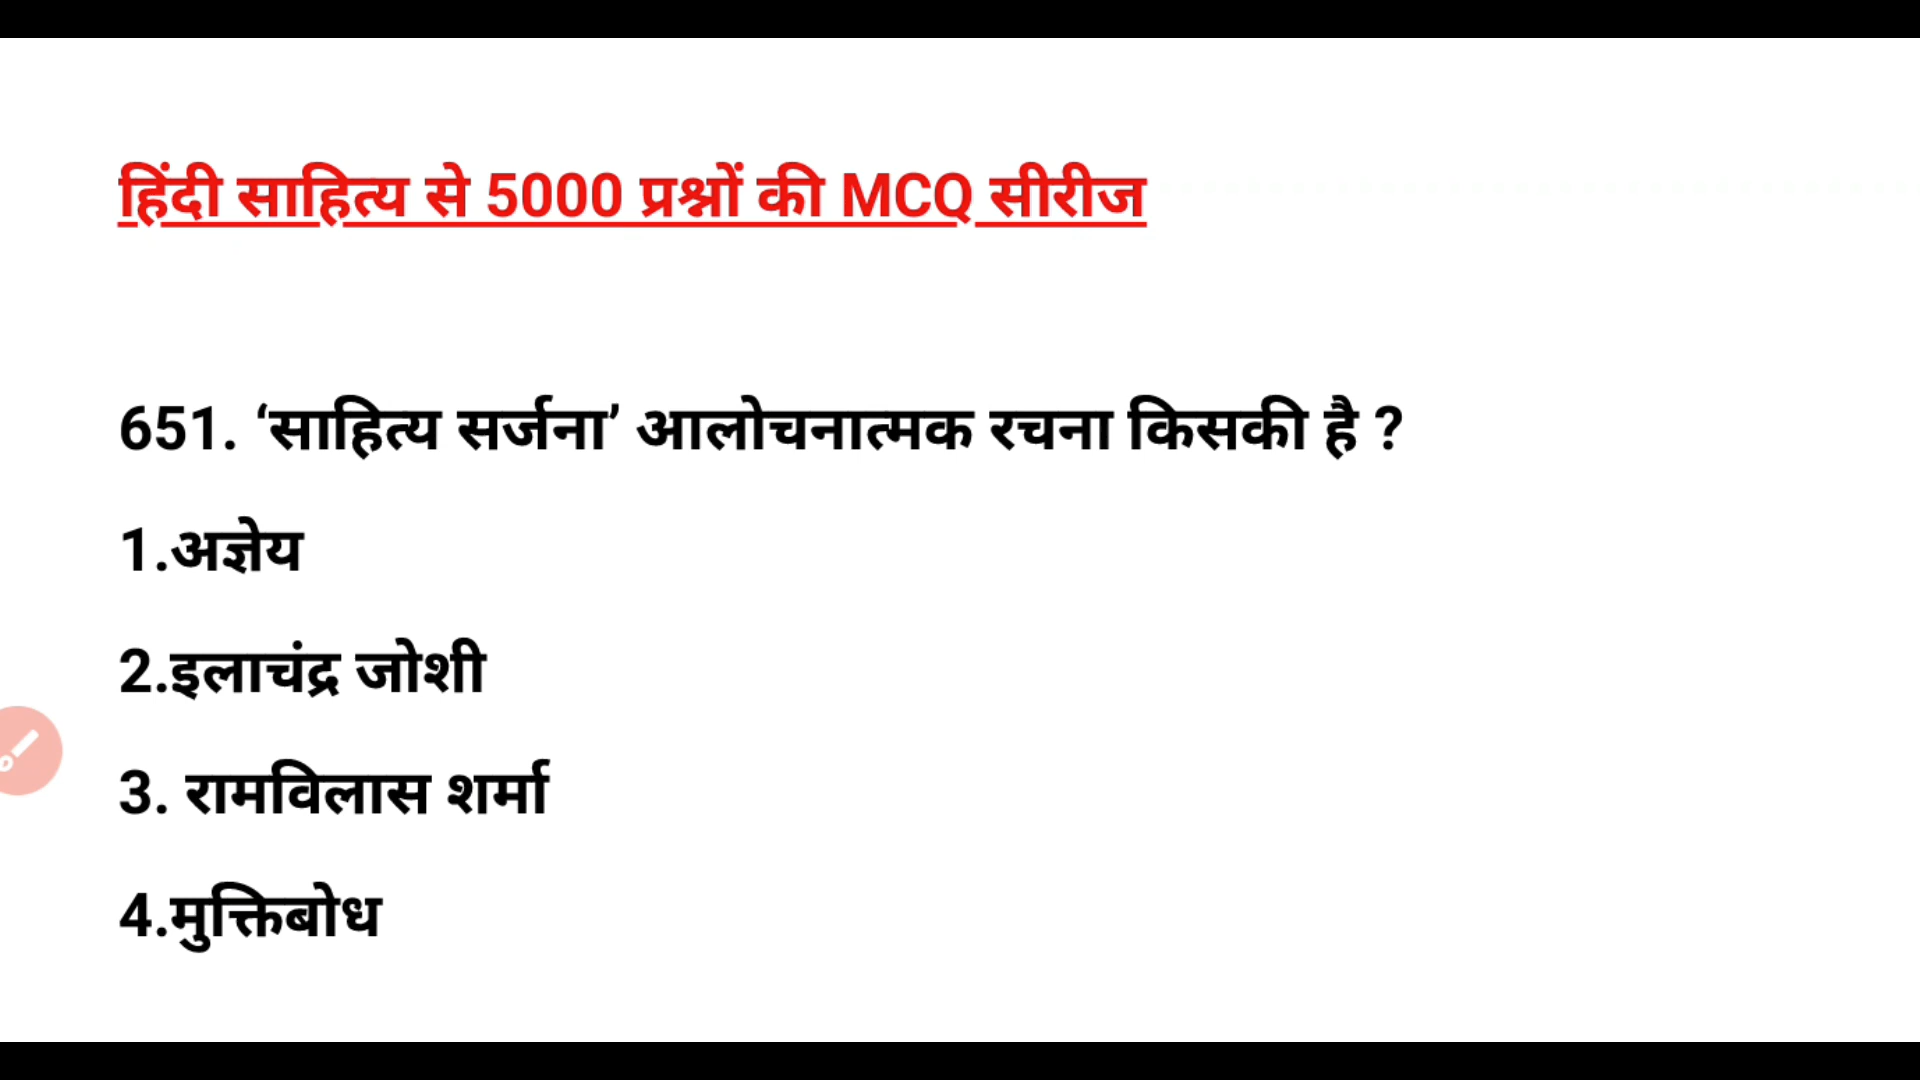 हिंदी साहित्य से 5000 प्रश्नों की MCQ सीरीज
651. ‘साहित्य सर्जना’ आलोचनात्मक रचना किसकी है ?
1.अज्ञेय
2.इलाचंद्र जोशी
3. रामविलास शर्मा
4.मुक्तिबोध